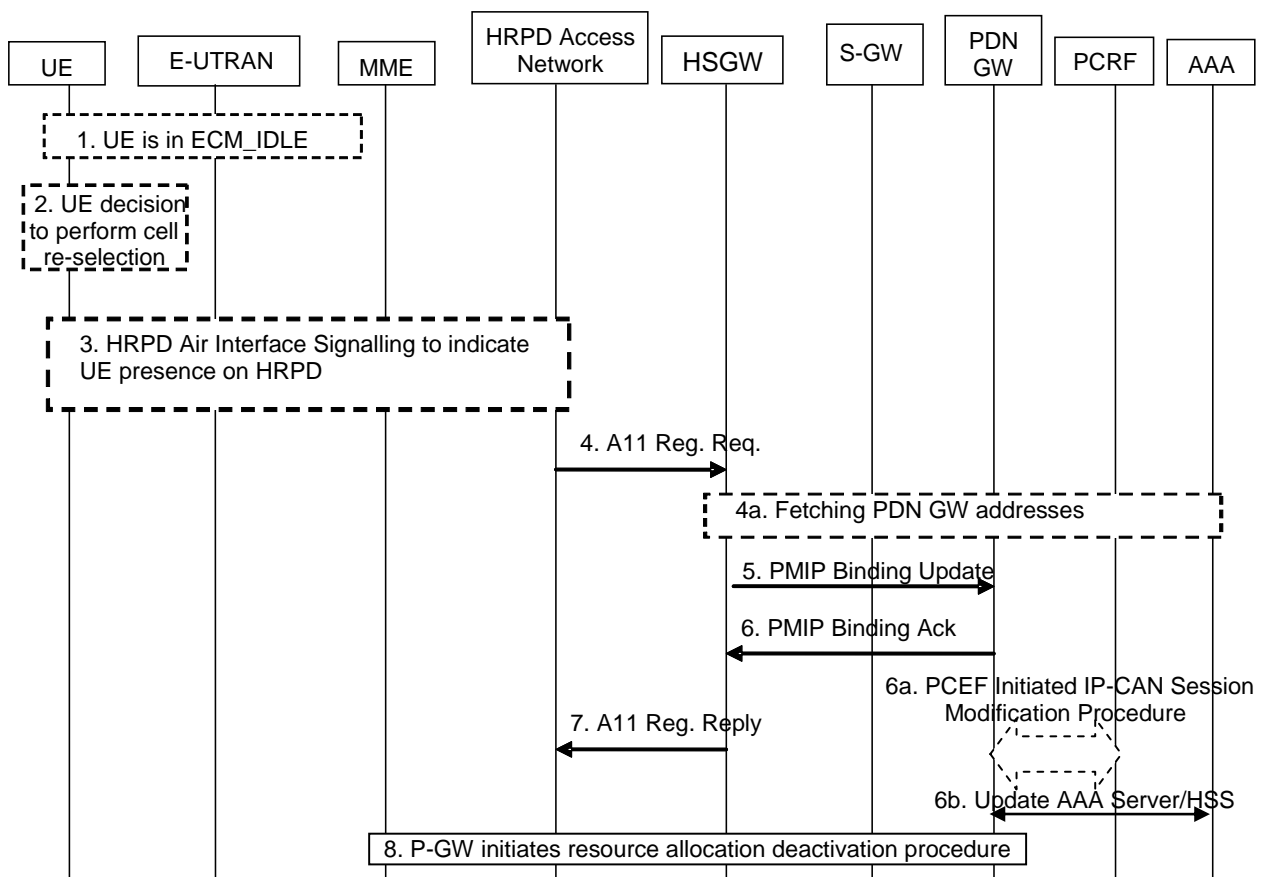 UE
E-UTRAN
MME
HRPD Access
Network
HSGW
S-GW
PDN
GW
PCRF
AAA
1. UE is in ECM_IDLE
2. UE decision
to perform cell
re-selection
3. HRPD Air Interface Signalling to indicate
UE presence on HRPD
4. A11 Reg. Req.
4a. Fetching PDN GW addresses
5. PMIP Binding Update
6. PMIP Binding Ack
6a. PCEF Initiated IP-CAN Session
Modification Procedure
7. A11 Reg. Reply
6b. Update AAA Server/HSS
8. P-GW initiates resource allocation deactivation procedure